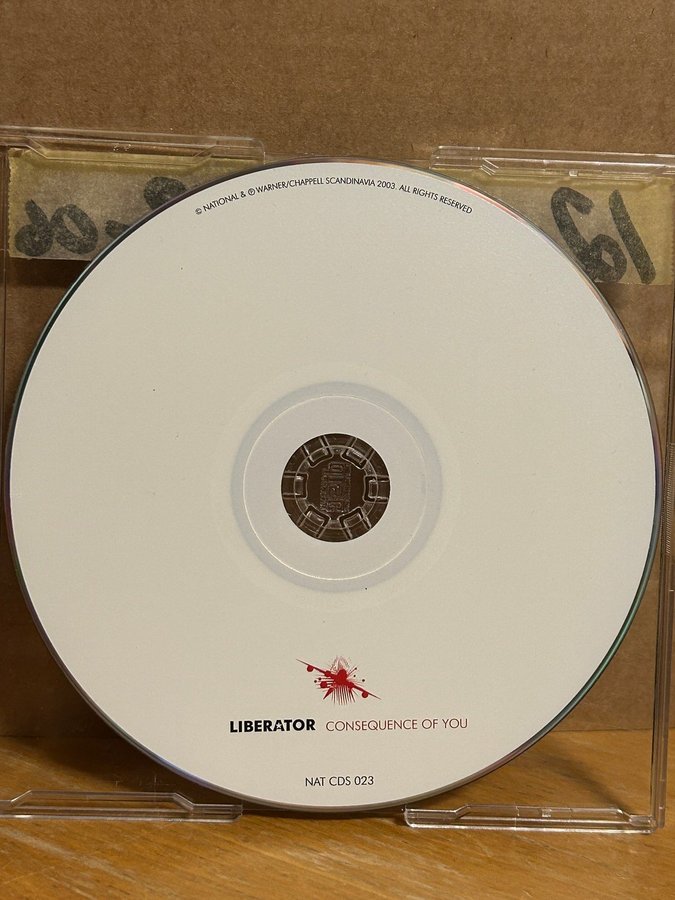 © NATIONAL & ℗ WARNER/CHAPPELL SCANDINAVIA 2003. ALL RIGHTS RESERVED
LIBERATOR CONSEQUENCE OF YOU
NAT CDS 023